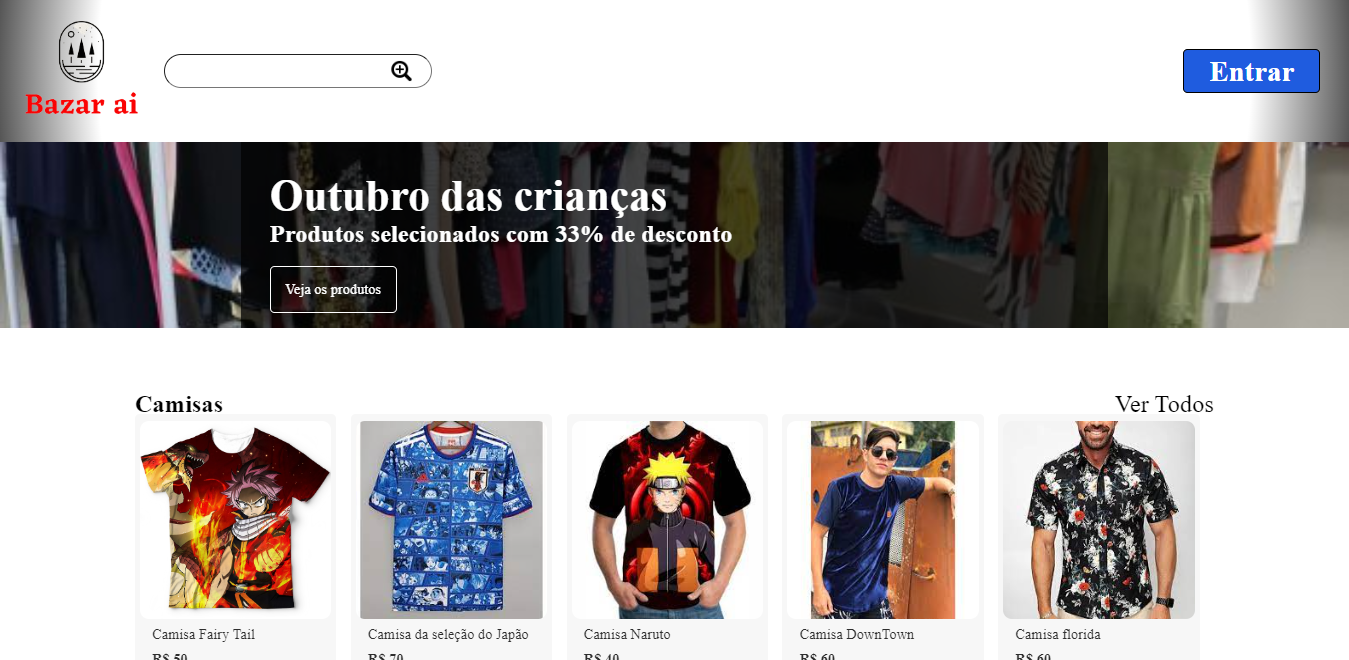 Bazar ai
Entrar
Outubro das crianças
Produtos selecionados com 33% de desconto
Veja os produtos
Camisas
Ver Todos
Camisa Fairy Tail
Camisa da seleção do Japão
Camisa Naruto
Camisa DownTown
Camisa florida
R$ 50
R$ 70
R$ 40
R$ 60
R$ 60